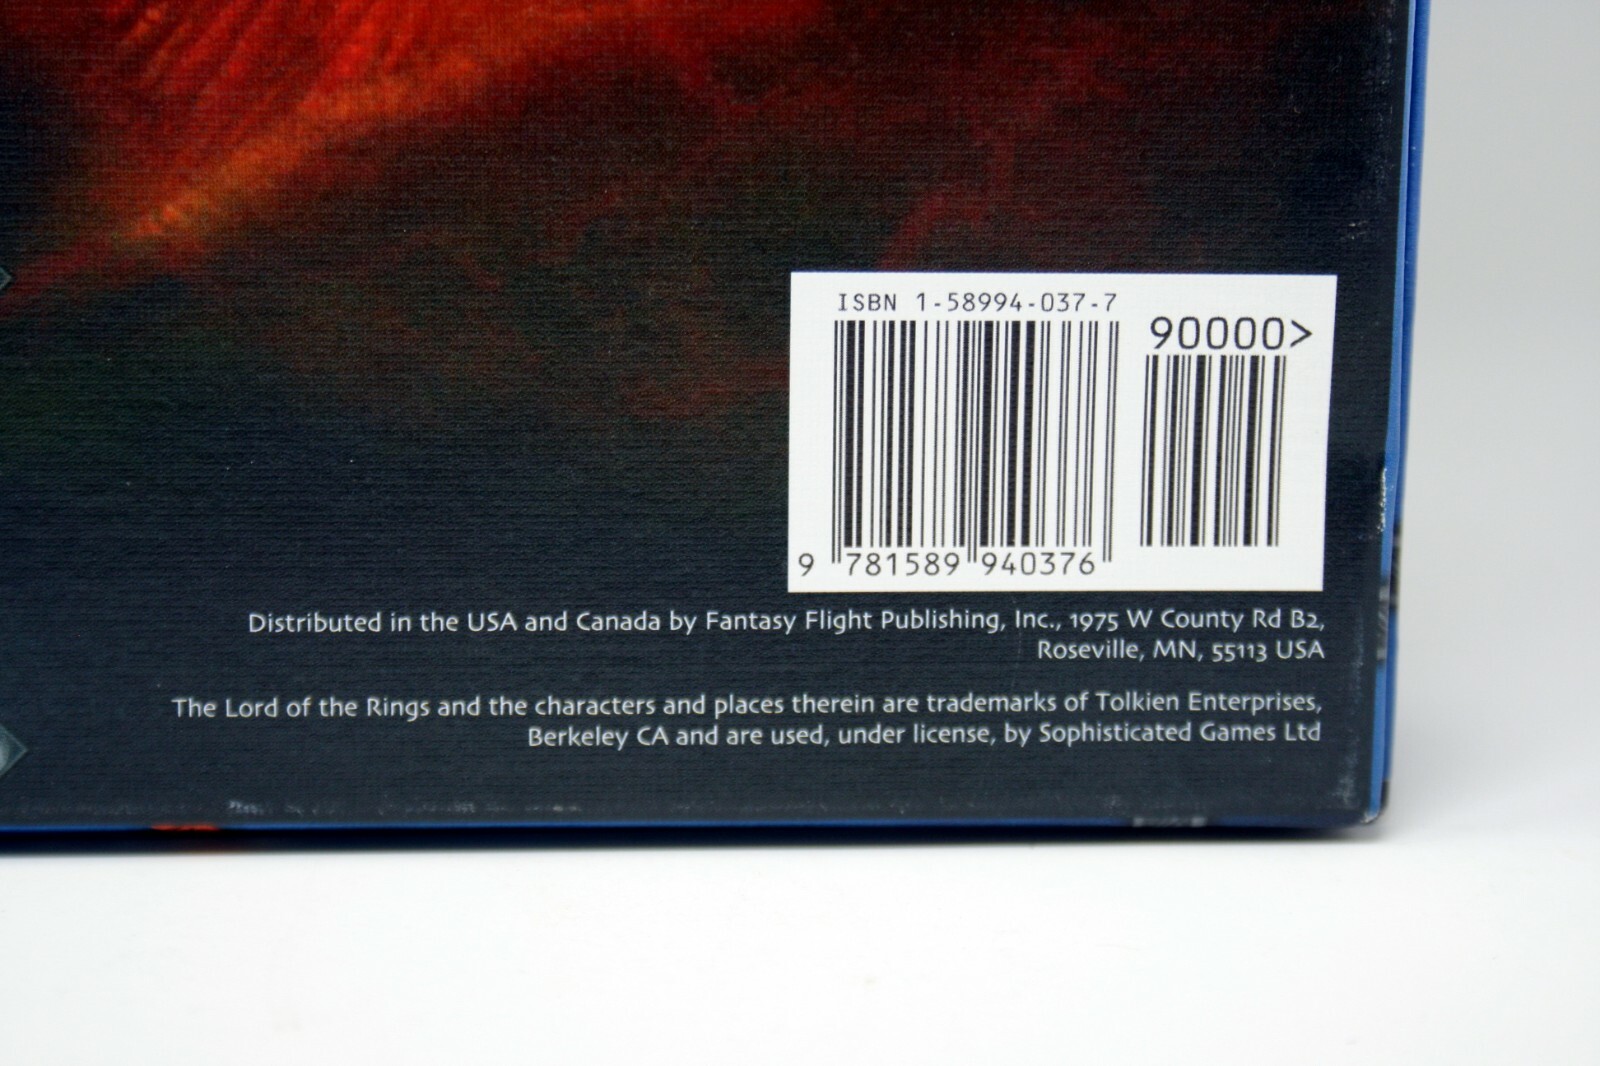 ISBN 1-58994-037-7
90000>
9 781589 940376
Distributed in the USA and Canada by Fantasy Flight Publishing, Inc., 1975 W County Rd B2,
Roseville, MN, 55113 USA
The Lord of the Rings and the characters and places therein are trademarks of Tolkien Enterprises,
Berkeley CA and are used, under license, by Sophisticated Games Ltd